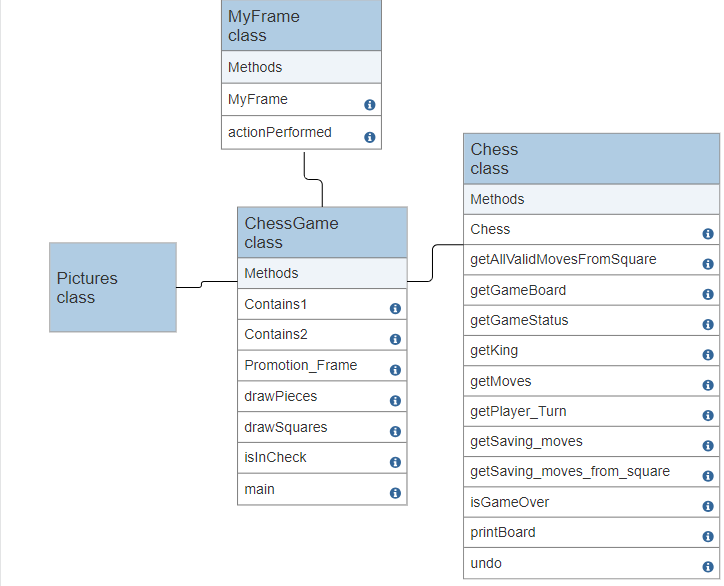 MyFrame
class
Methods
MyFrame
actionPerformed
Pictures
class
ChessGame
class
Methods
Contains1
Contains2
Promotion_Frame
drawPieces
drawSquares
isInCheck
main
Chess
class
Methods
Chess
getAllValidMovesFromSquare
getGameBoard
getGameStatus
getKing
getMoves
getPlayer_Turn
getSaving_moves
getSaving_moves_from_square
isGameOver
printBoard
undo